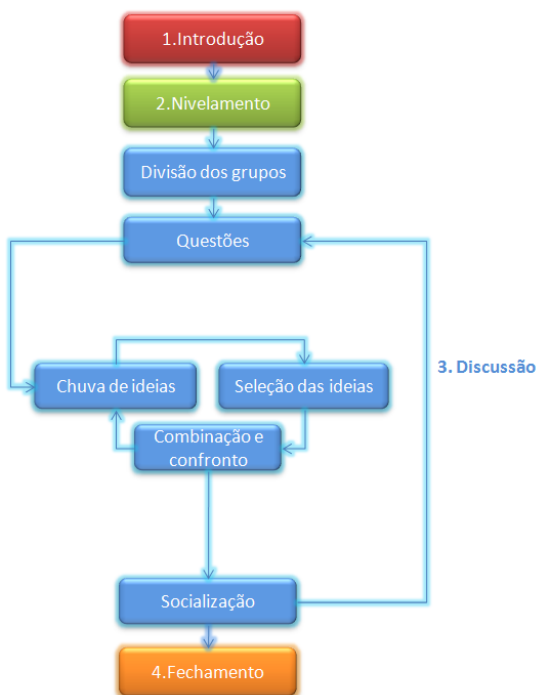 1.Introdução
2.Nivelamento
Divisão dos grupos
Questões
3. Discussão
Chuva de ideias
Seleção das ideias
Combinação e
confronto
Socialização
4.Fechamento